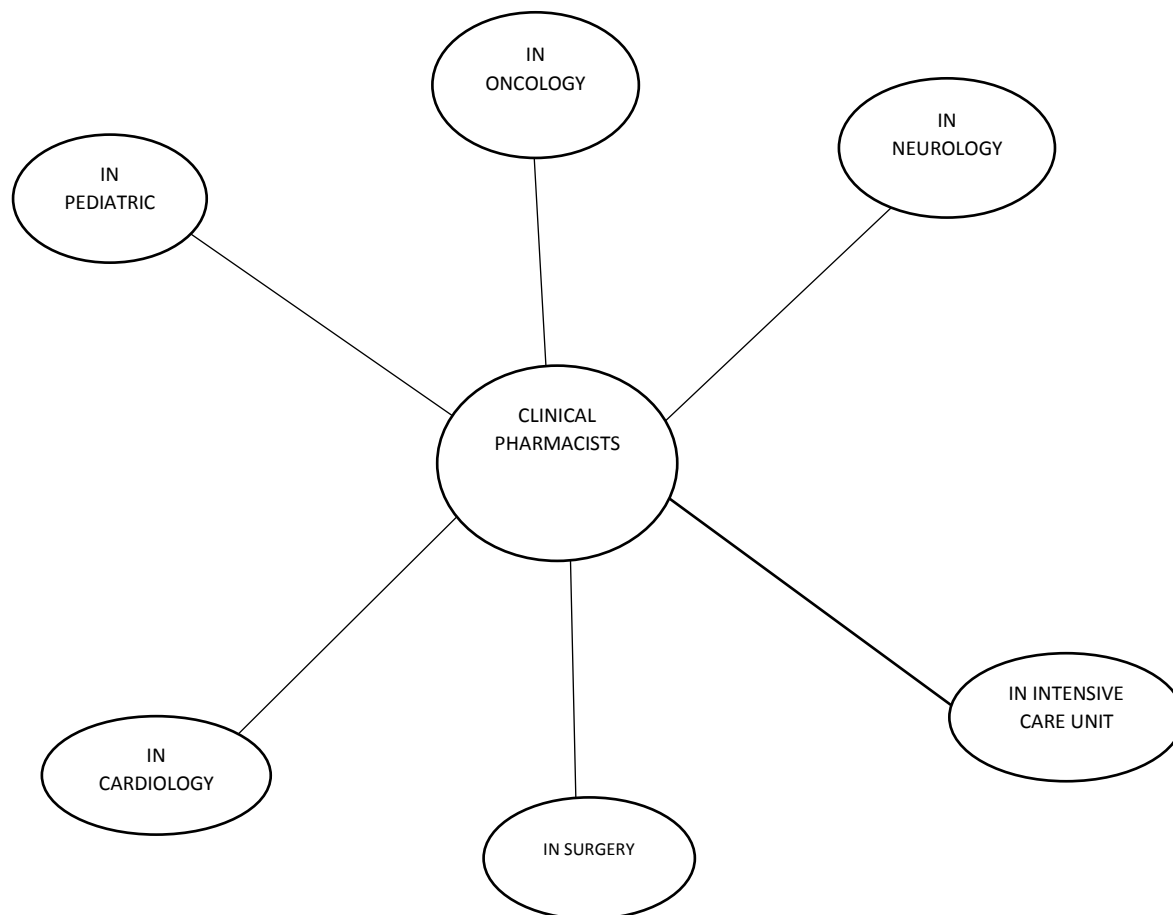 IN
ONCOLOGY
IN
NEUROLOGY
IN
PEDIATRIC
CLINICAL
PHARMACISTS
IN INTENSIVE
CARE UNIT
IN
CARDIOLOGY
IN SURGERY